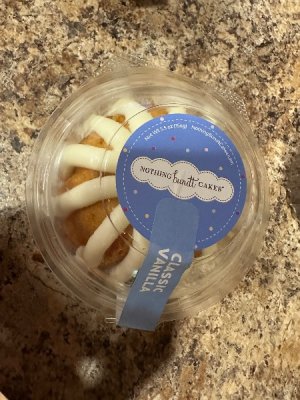 NOTHING bundt CAKES
CLASSIC
VANILLA